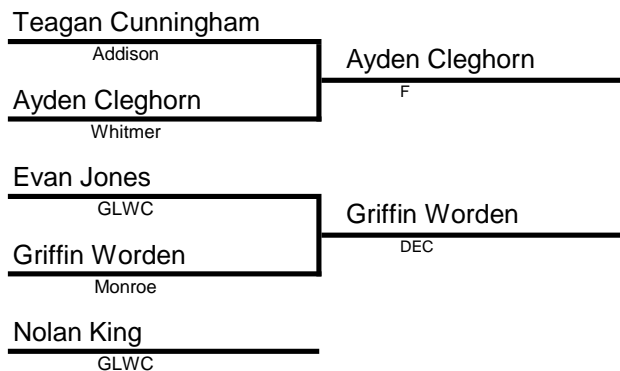 Teagan Cunningham
Addison
Ayden Cleghorn
F
Ayden Cleghorn
Whitmer
Evan Jones
GLWC
Griffin Worden
DEC
Griffin Worden
Monroe
Nolan King
GLWC